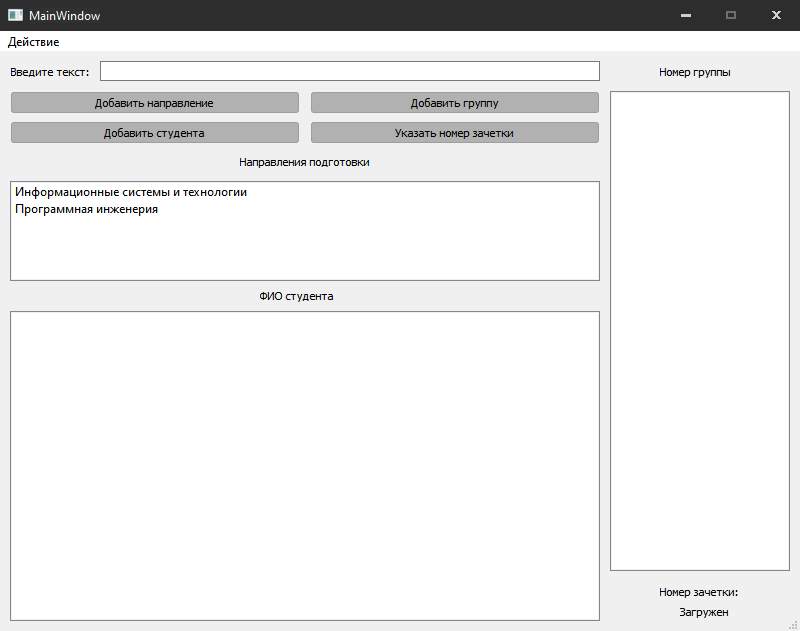 MainWindow
Действие
Введите текст:
Номер группы
Добавить направление
Добавить группу
Добавить студента
Указать номер зачетки
Направления подготовки
Информационные системы и технологии
Программная инженерия
ФИО студента
Номер зачетки:
Загружен